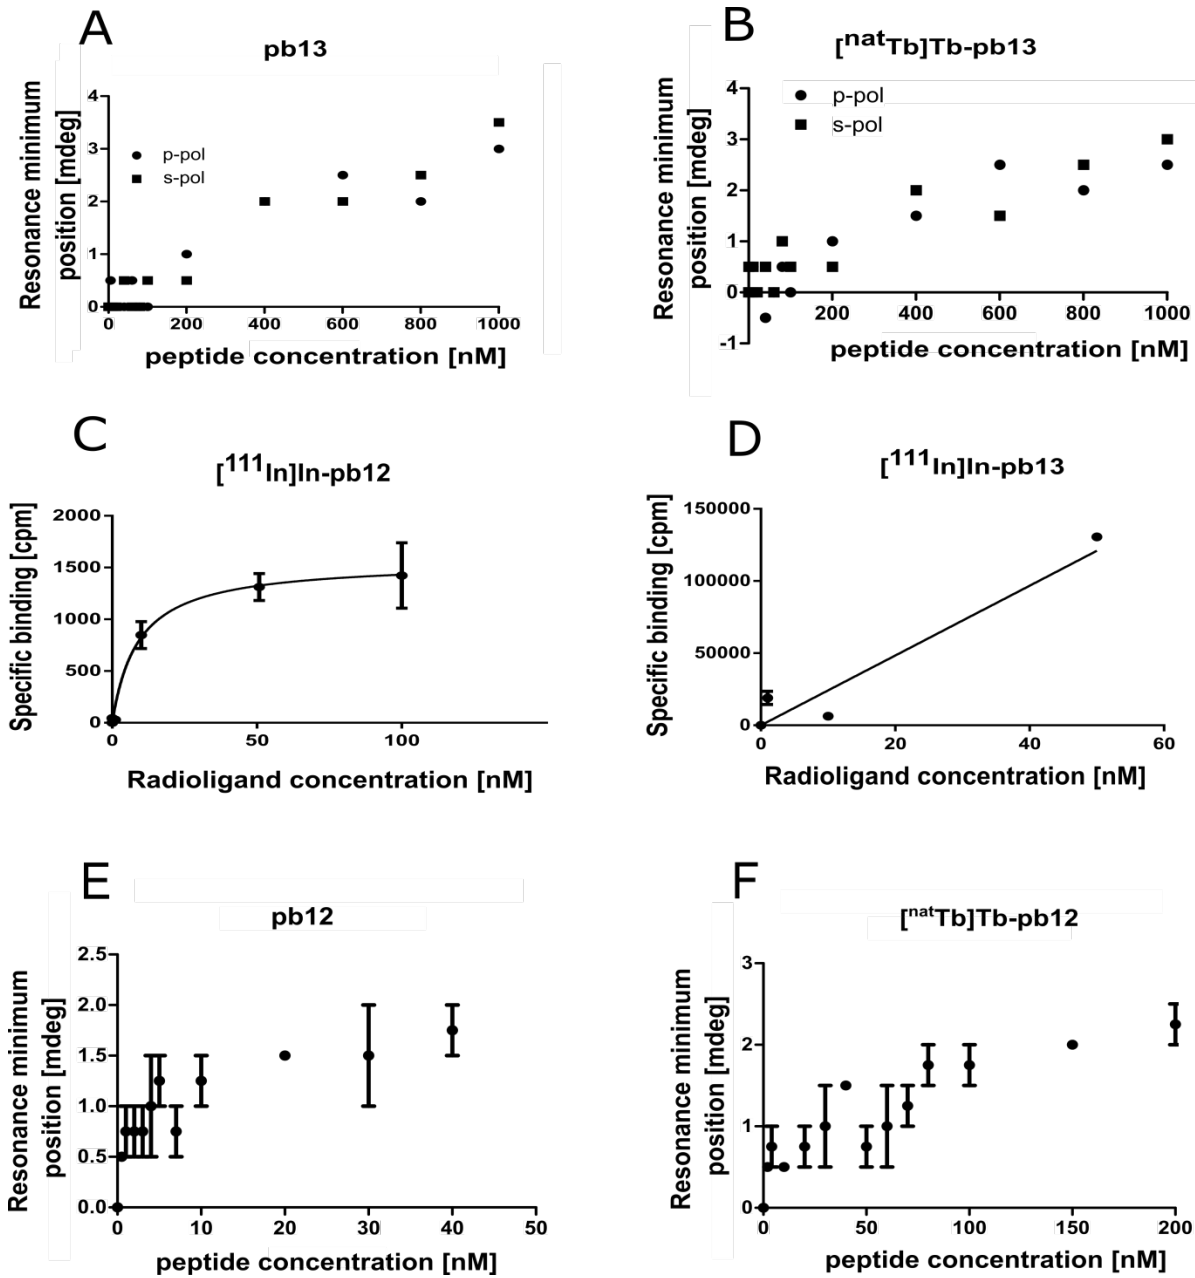 A
pb13
Resonance minimum
position [mdeg]
4
3
2
1
0
p-pol
s-pol
0 200 400 600 800 1000
peptide concentration [nM]
B
[natTb]Tb-pb13
Resonance minimum
position [mdeg]
4
3
2
1
0
-1
p-pol
s-pol
200 400 600 800 1000
peptide concentration [nM]
C
[111In]In-pb12
Specific binding [cpm]
2000
1500
1000
500
0
0 50 100
Radioligand concentration [nM]
D
[111In]In-pb13
Specific binding [cpm]
150000
100000
50000
0
0 20 40 60
Radioligand concentration [nM]
E
pb12
Resonance minimum
position [mdeg]
2.5
2.0
1.5
1.0
0.5
0.0
0 10 20 30 40 50
peptide concentration [nM]
F
[natTb]Tb-pb12
Resonance minimum
position [mdeg]
3
2
1
0
0 50 100 150 200
peptide concentration [nM]